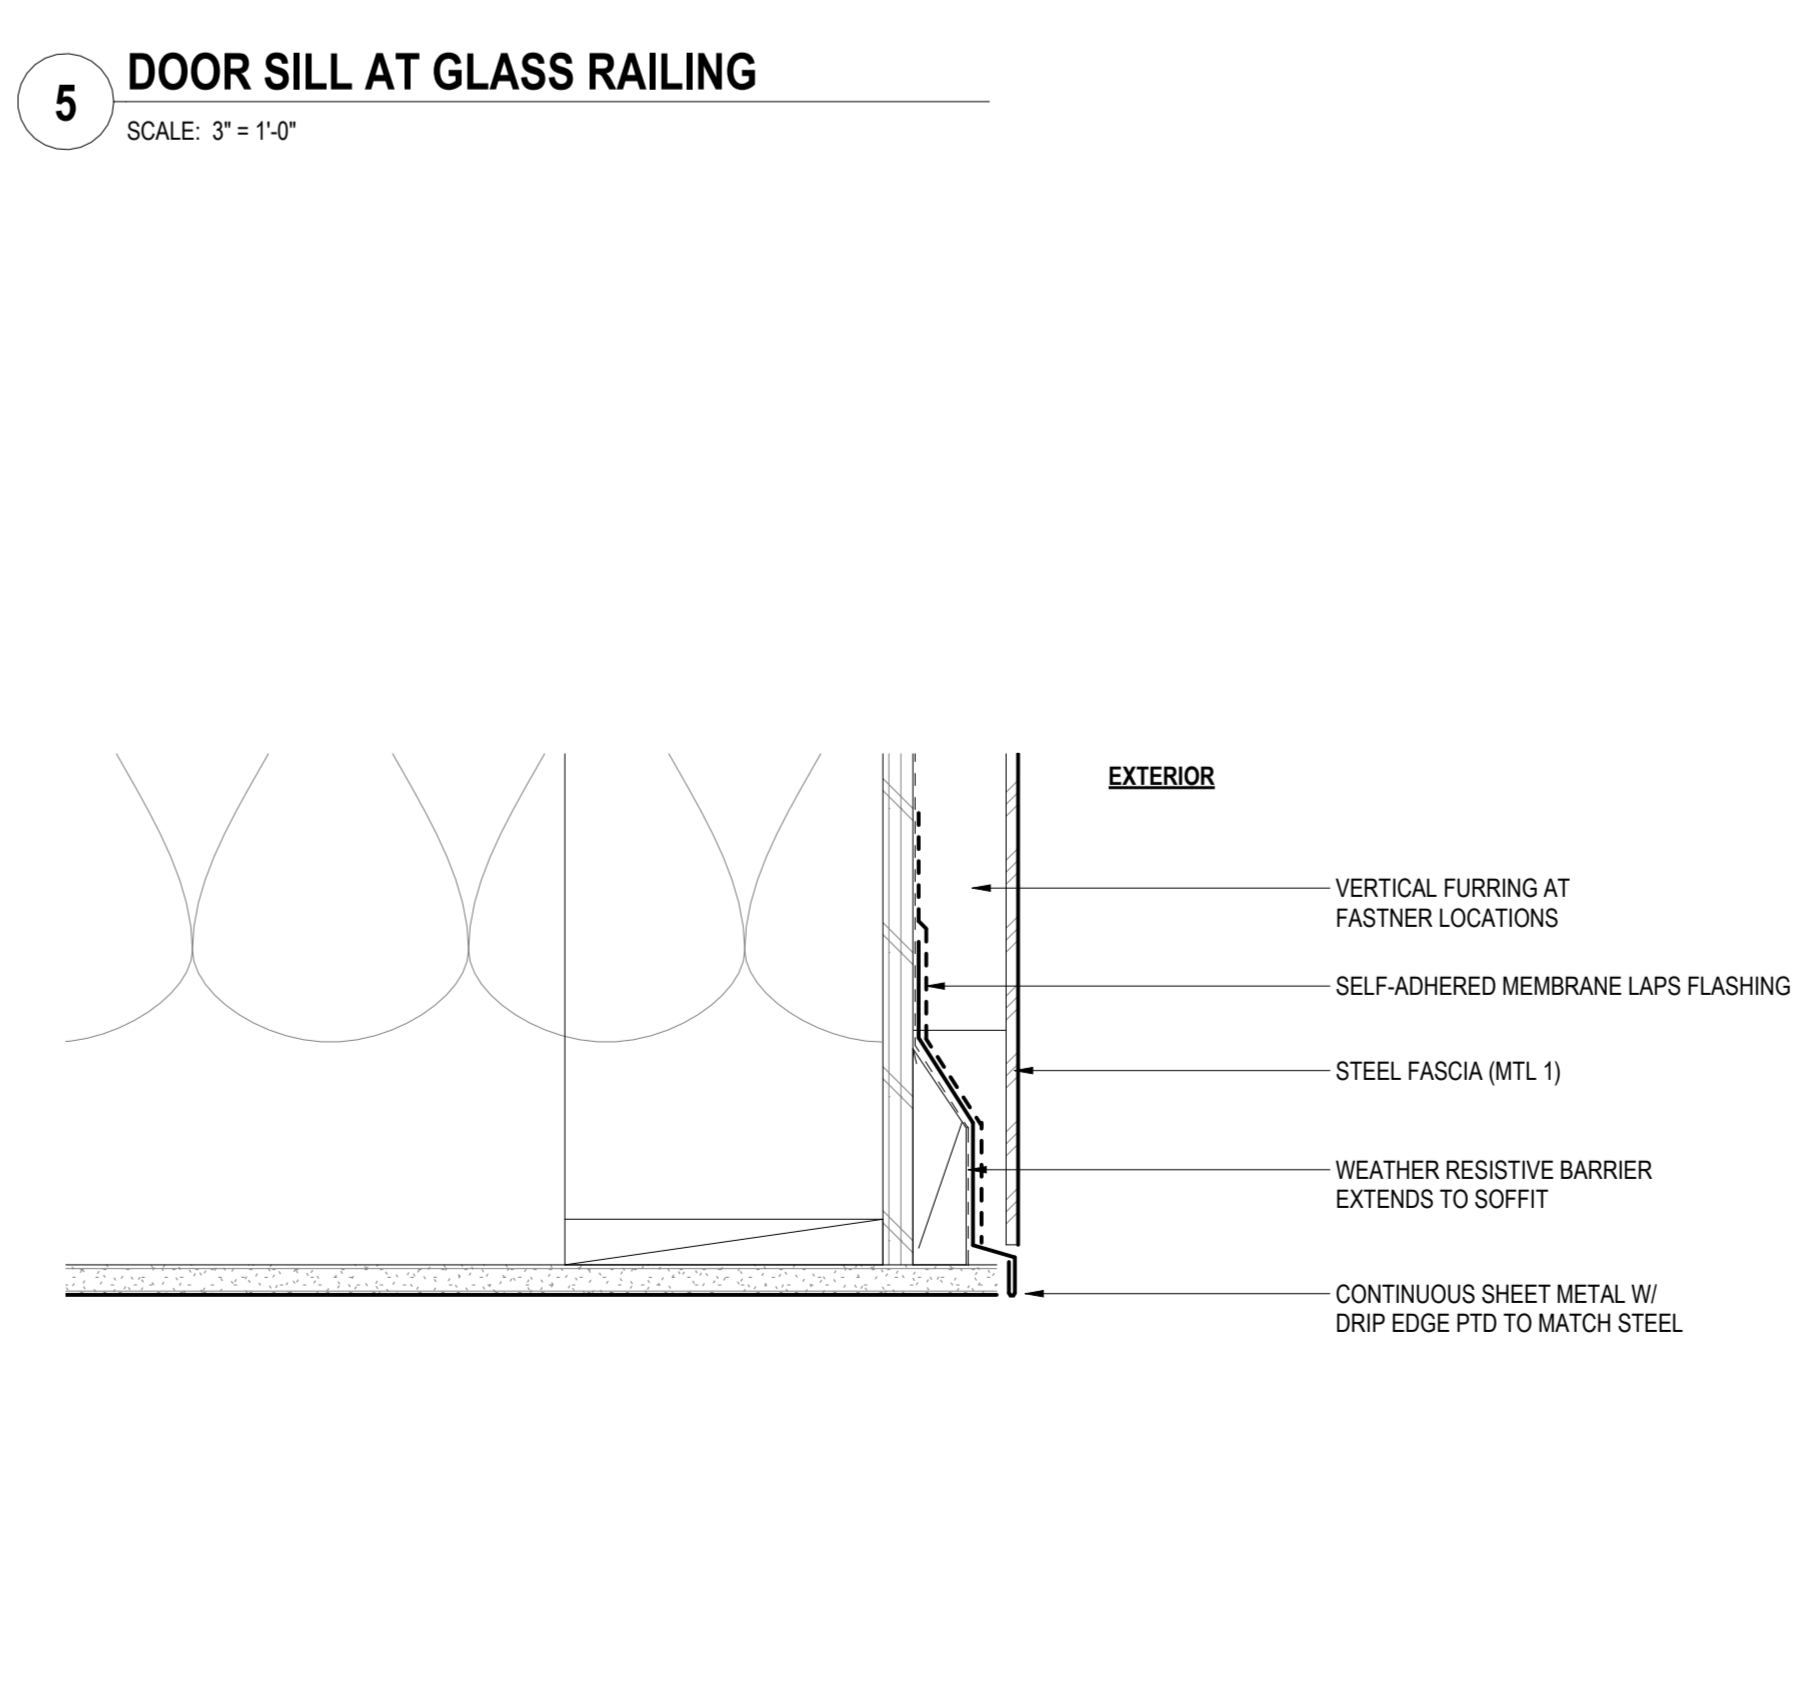 5
DOOR SILL AT GLASS RAILING
SCALE: 3" = 1'-0"
EXTERIOR
VERTICAL FURRING AT
FASTNER LOCATIONS
SELF-ADHERED MEMBRANE LAPS FLASHING
STEEL FASCIA (MTL 1)
WEATHER RESISTIVE BARRIER
EXTENDS TO SOFFIT
CONTINUOUS SHEET METAL W/
DRIP EDGE PTD TO MATCH STEEL